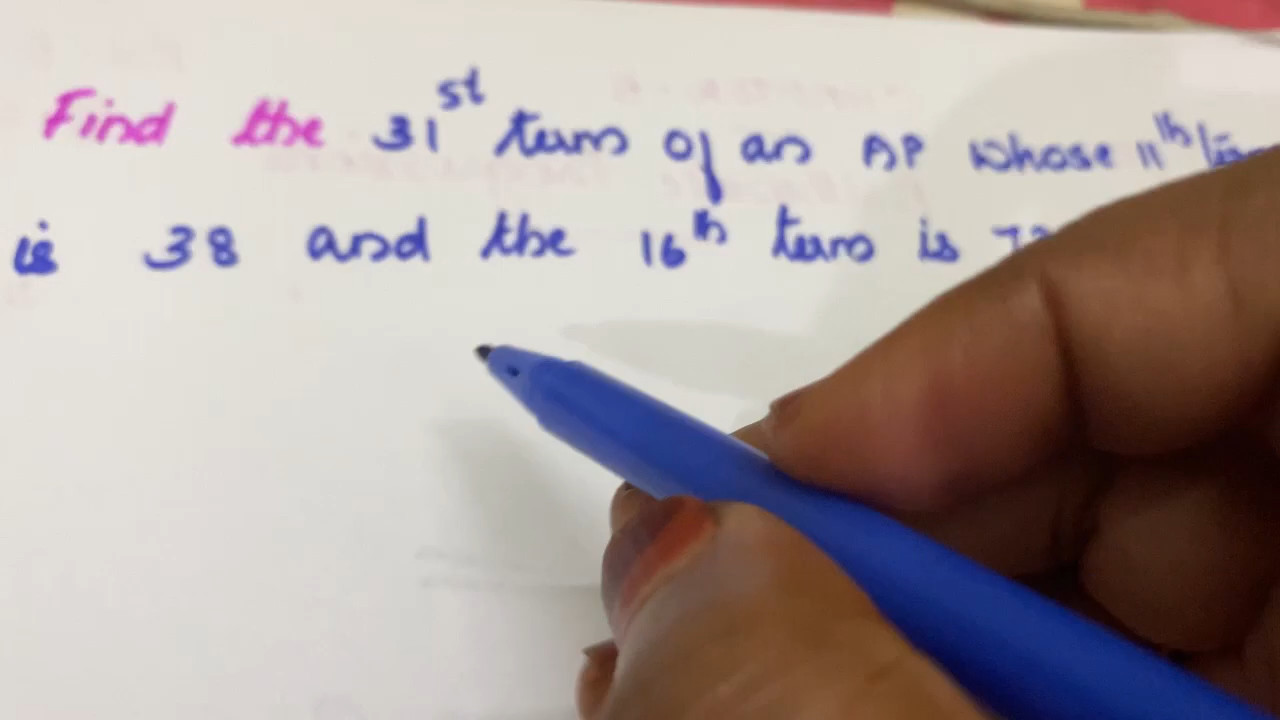 Find the 31st term of an AP whose 11th
is 38 and the 16th term is